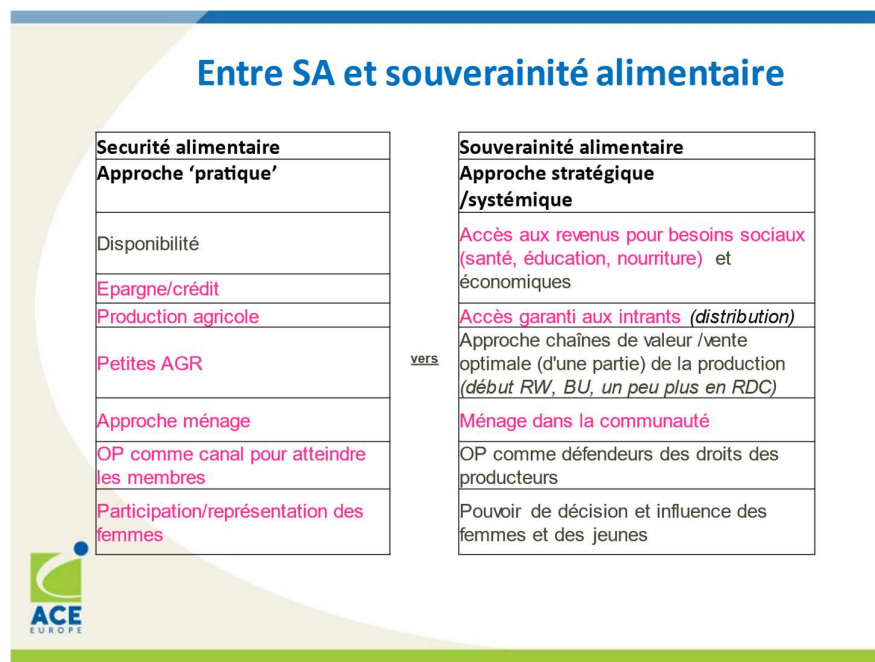 Entre SA et souverainité alimentaire
Securité alimentaire
Approche ‘pratique’
Disponibilité
Epargne/crédit
Production agricole
Petites AGR
Approche ménage
OP comme canal pour atteindre
les membres
Participation/représentation des
femmes
vers
Souverainité alimentaire
Approche stratégique
/systémique
Accès aux revenus pour besoins sociaux
(santé, éducation, nourriture) et
économiques
Accès garanti aux intrants (distribution)
Approche chaînes de valeur /vente
optimale (d'une partie) de la production
(début RW, BU, un peu plus en RDC)
Ménage dans la communauté
OP comme défendeurs des droits des
producteurs
Pouvoir de décision et influence des
femmes et des jeunes
ACE
EUROPE